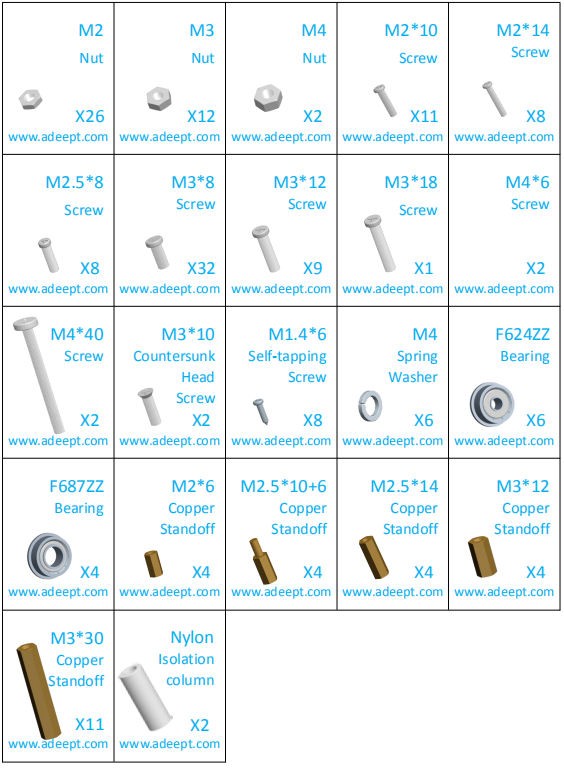 M2
Nut
X26
www.adeept.com
M3
Nut
X12
www.adeept.com
M4
Nut
X2
www.adeept.com
M2*10
Screw
X11
www.adeept.com
M2*14
Screw
X8
www.adeept.com
M2.5*8
Screw
X8
www.adeept.com
M3*8
Screw
X32
www.adeept.com
M3*12
Screw
X9
www.adeept.com
M3*18
Screw
X1
www.adeept.com
M4*6
Screw
X2
www.adeept.com
M4*40
Screw
X2
www.adeept.com
M3*10
Countersunk
Head
Screw
X2
www.adeept.com
M1.4*6
Self-tapping
Screw
X8
www.adeept.com
M4
Spring
Washer
X6
www.adeept.com
F624ZZ
Bearing
X6
www.adeept.com
F687ZZ
Bearing
X4
www.adeept.com
M2*6
Copper
Standoff
X4
www.adeept.com
M2.5*10+6
Copper
Standoff
X4
www.adeept.com
M2.5*14
Copper
Standoff
X4
www.adeept.com
M3*12
Copper
Standoff
X4
www.adeept.com
M3*30
Copper
Standoff
X11
www.adeept.com
Nylon
Isolation
column
X2
www.adeept.com